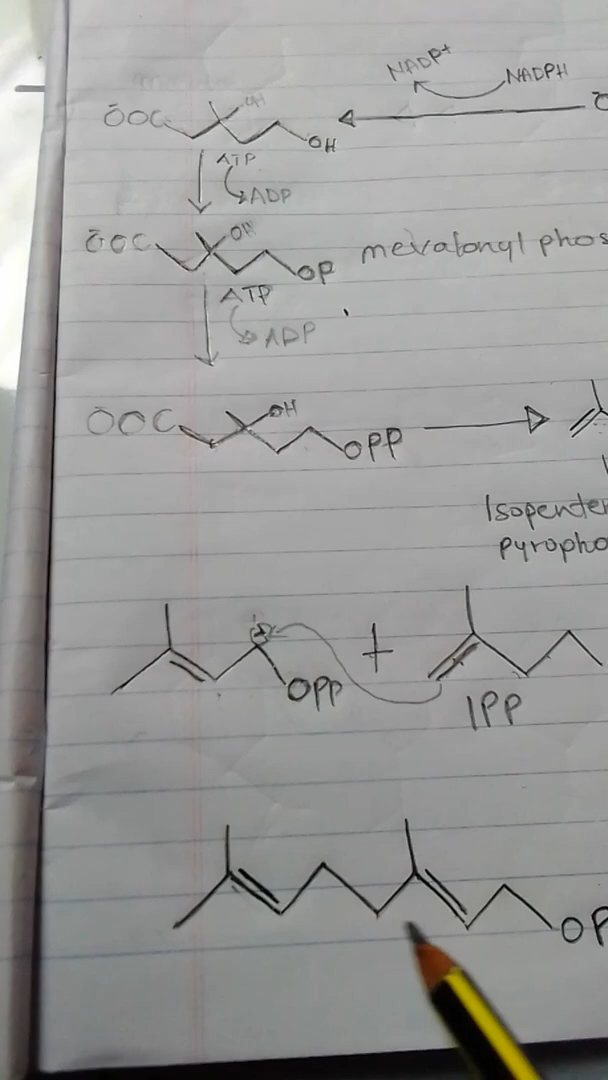 NADP+
NADPH
ŌOC
OH
OH
ATP
ADP
ŌOC
OH
OP
mevalonyl phos
ATP
ADP
ŌOC
OH
OPP
Isopenten
pyropho
+
+
OPP
IPP
OP